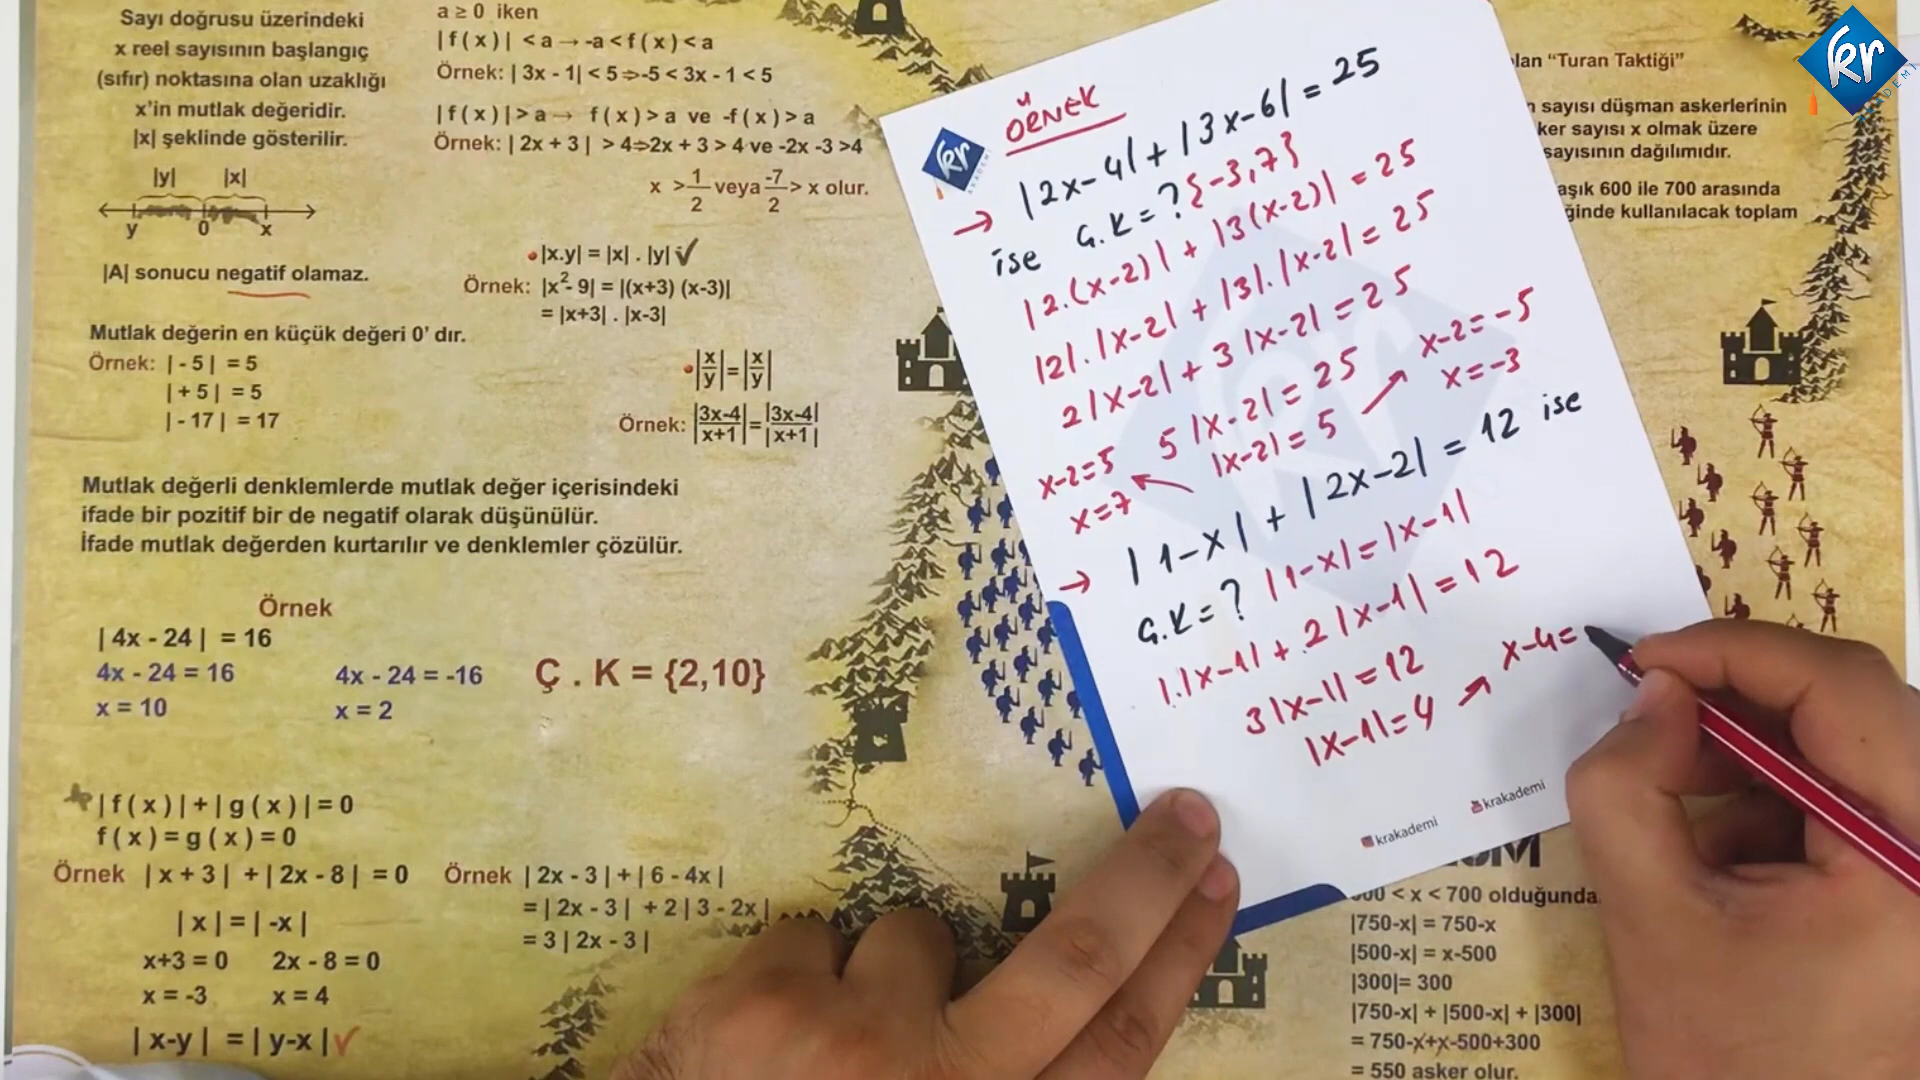 Sayı doğrusu üzerindeki
x reel sayısının başlangıç
(sıfır) noktasına olan uzaklığı
x'in mutlak değeridir.
|x| şeklinde gösterilir.
|y| |x|
y 0 x
|A| sonucu negatif olamaz.
Mutlak değerin en küçük değeri 0' dır.
Örnek: | - 5 | = 5
| + 5 | = 5
| - 17 | = 17
a ≥ 0 iken
| f ( x ) | < a → -a < f ( x ) < a
Örnek: | 3x - 1| < 5 ⇒ -5 < 3x - 1 < 5
| f ( x ) | > a → f ( x ) > a ve -f ( x ) > a
Örnek: | 2x + 3 | > 4 ⇒ 2x + 3 > 4 ve -2x -3 >4
x > 1/2 veya -7/2 > x olur.
• |x.y| = |x| . |y| ✓
Örnek: |x²- 9| = |(x+3) (x-3)|
= |x+3| . |x-3|
• |x/y| = |x/y|
Örnek: |3x-4/x+1| = |3x-4|/|x+1|
Mutlak değerli denklemlerde mutlak değer içerisindeki
ifade bir pozitif bir de negatif olarak düşünülür.
İfade mutlak değerden kurtarılır ve denklemler çözülür.
Örnek
| 4x - 24 | = 16
4x - 24 = 16 4x - 24 = -16
x = 10 x = 2
Ç . K = {2,10}
| f ( x ) | + | g ( x ) | = 0
f ( x ) = g ( x ) = 0
Örnek | x + 3 | + | 2x - 8 | = 0
| x | = | -x |
x+3 = 0 2x - 8 = 0
x = -3 x = 4
| x-y | = | y-x | ✓
Örnek | 2x - 3 | + | 6 - 4x |
= | 2x - 3 | + 2 | 3 - 2x |
= 3 | 2x - 3 |
kr
ÖRNEK
→ |2x-4| + |3x-6| = 25
ise Ç.K = ? {-3,7}
|2.(x-2)| + |3(x-2)| = 25
|2|.|x-2| + |3|.|x-2| = 25
2|x-2| + 3|x-2| = 25
5|x-2| = 25
|x-2| = 5
x-2=-5
x=-3
x-2=5
x=7
→ |1-x| + |2x-2| = 12 ise
Ç.K = ? |1-x|=|x-1|
1.|x-1| + 2|x-1| = 12
3|x-1| = 12
|x-1|=4
x-4=
krakademi
krakademi
kr
AKADEMİ
lan “Turan Taktiği”
sayısı düşman askerlerinin
ker sayısı x olmak üzere
sayısının dağılımıdır.
aşık 600 ile 700 arasında
ğinde kullanılacak toplam
< x < 700 olduğunda
|750-x| = 750-x
|500-x| = x-500
|300|= 300
|750-x| + |500-x| + |300|
= 750-x+x-500+300
= 550 asker olur.